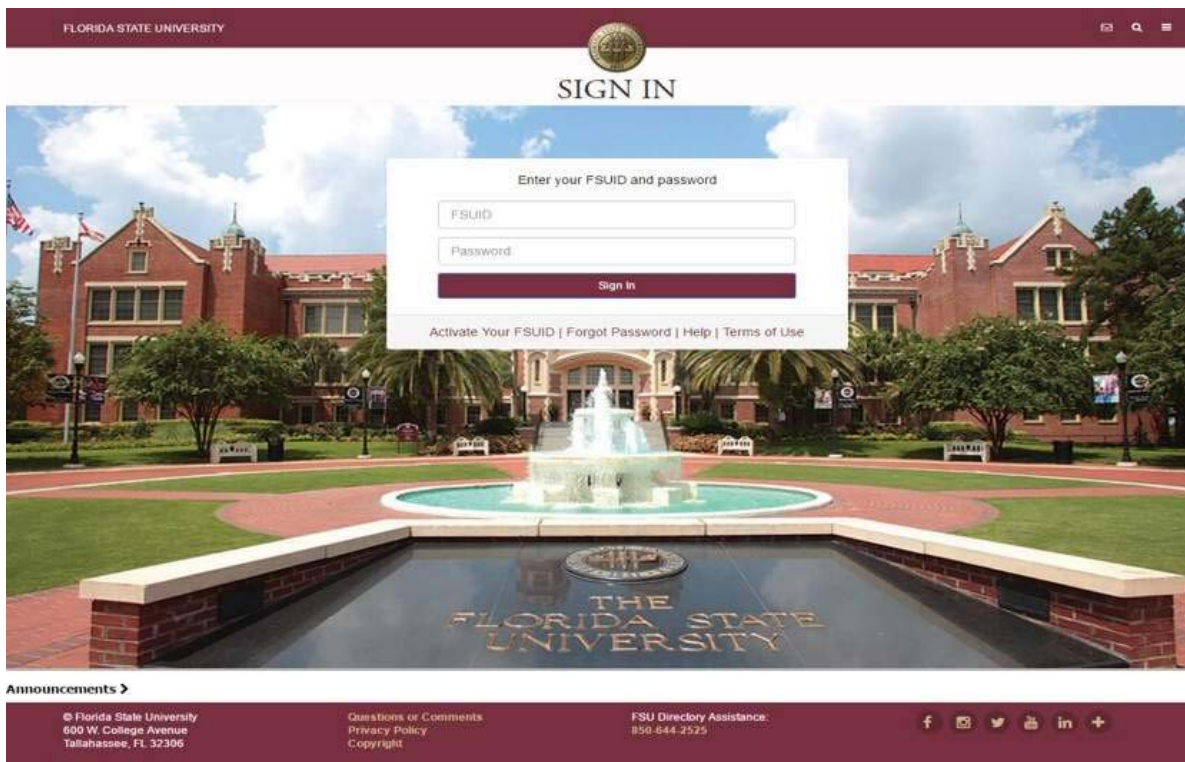 FLORIDA STATE UNIVERSITY
SIGN IN
Enter your FSUID and password
FSUID
Password
Sign In
Activate Your FSUID | Forgot Password | Help | Terms of Use
THE
FLORIDA STATE
UNIVERSITY
Announcements
© Florida State University
600 W. College Avenue
Tallahassee, FL 32306
Questions or Comments
Privacy Policy
Copyright
FSU Directory Assistance:
850-644-2525